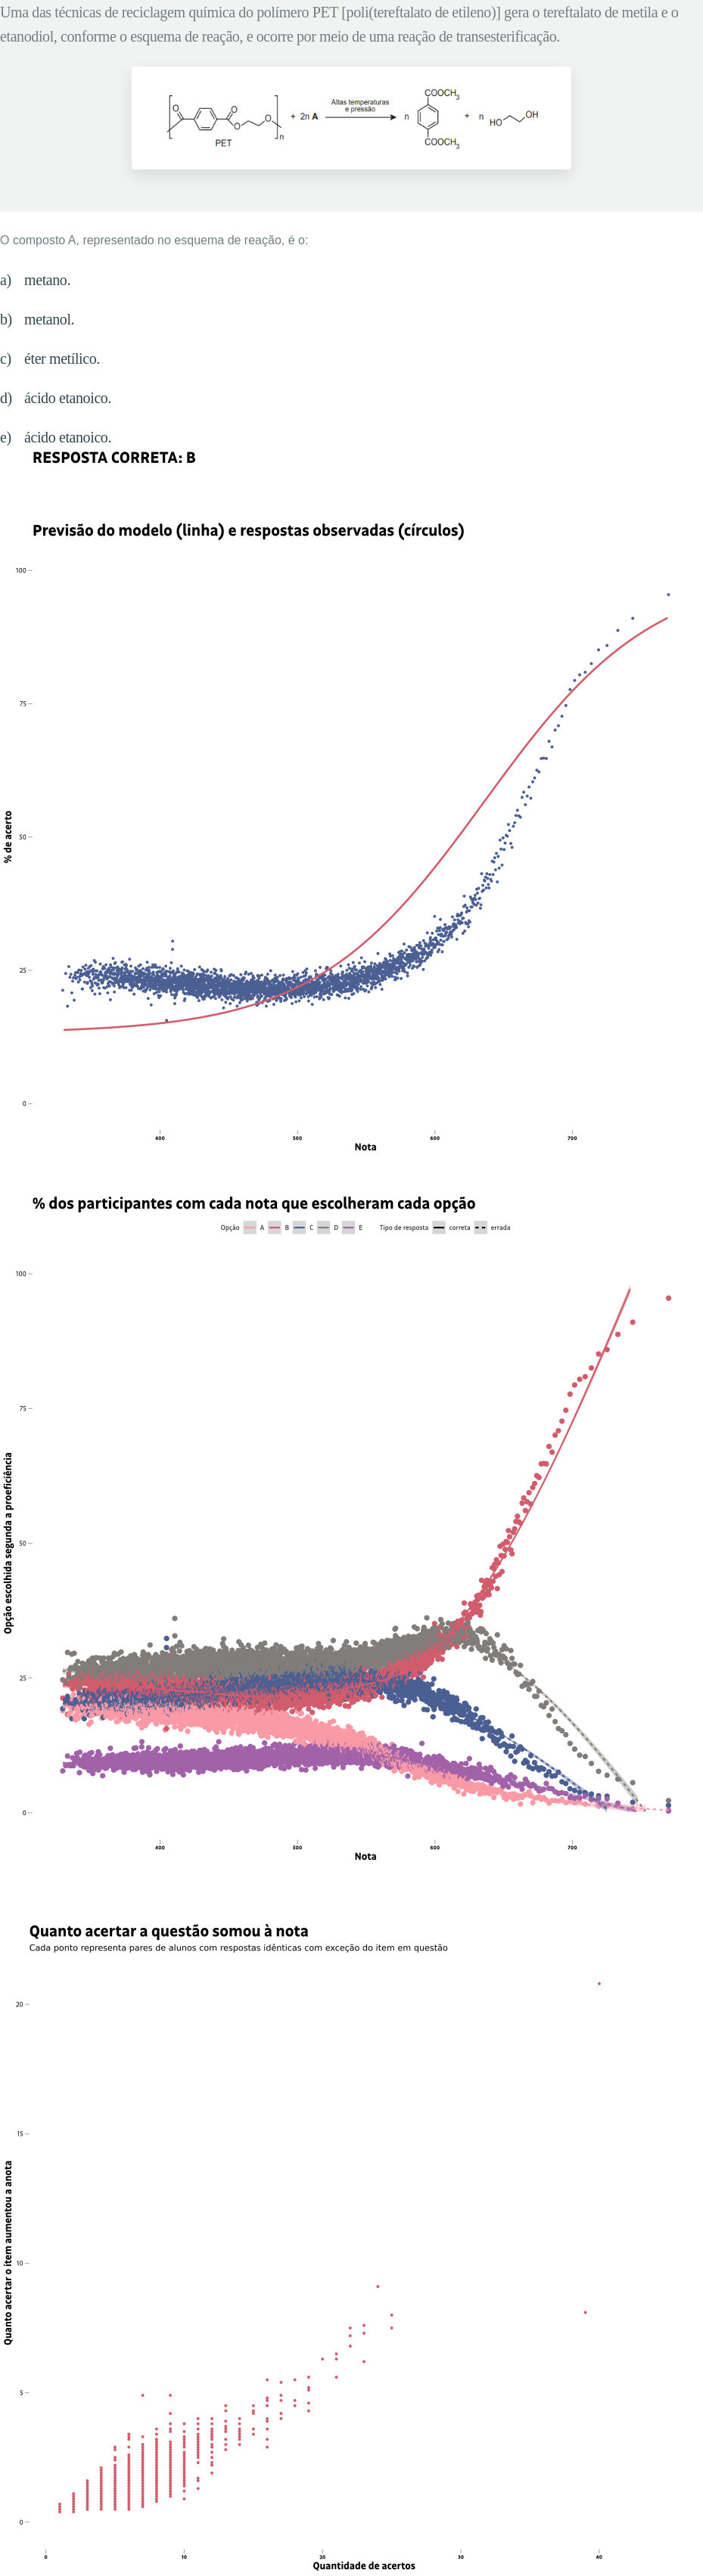 Uma das técnicas de reciclagem química do polímero PET [poli(tereftalato de etileno)] gera o tereftalato de metila e o
etanodiol, conforme o esquema de reação, e ocorre por meio de uma reação de transesterificação.
O O O O n PET + 2n A Altas temperaturas e pressão n COOCH3 COOCH3 + n HO OH
O composto A, representado no esquema de reação, é o:
a) metano.
b) metanol.
c) éter metílico.
d) ácido etanoico.
e) ácido etanoico.
RESPOSTA CORRETA: B
Previsão do modelo (linha) e respostas observadas (círculos)
% de acerto
100
75
50
25
0
400 500 600 700
Nota
% dos participantes com cada nota que escolheram cada opção
Opção A B C D E Tipo de resposta correta errada
Opção escolhida segunda a proeficiência
100
75
50
25
0
400 500 600 700
Nota
Quanto acertar a questão somou à nota
Cada ponto representa pares de alunos com respostas idênticas com exceção do item em questão
Quanto acertar o item aumentou a anota
20
15
10
5
0
0 10 20 30 40
Quantidade de acertos